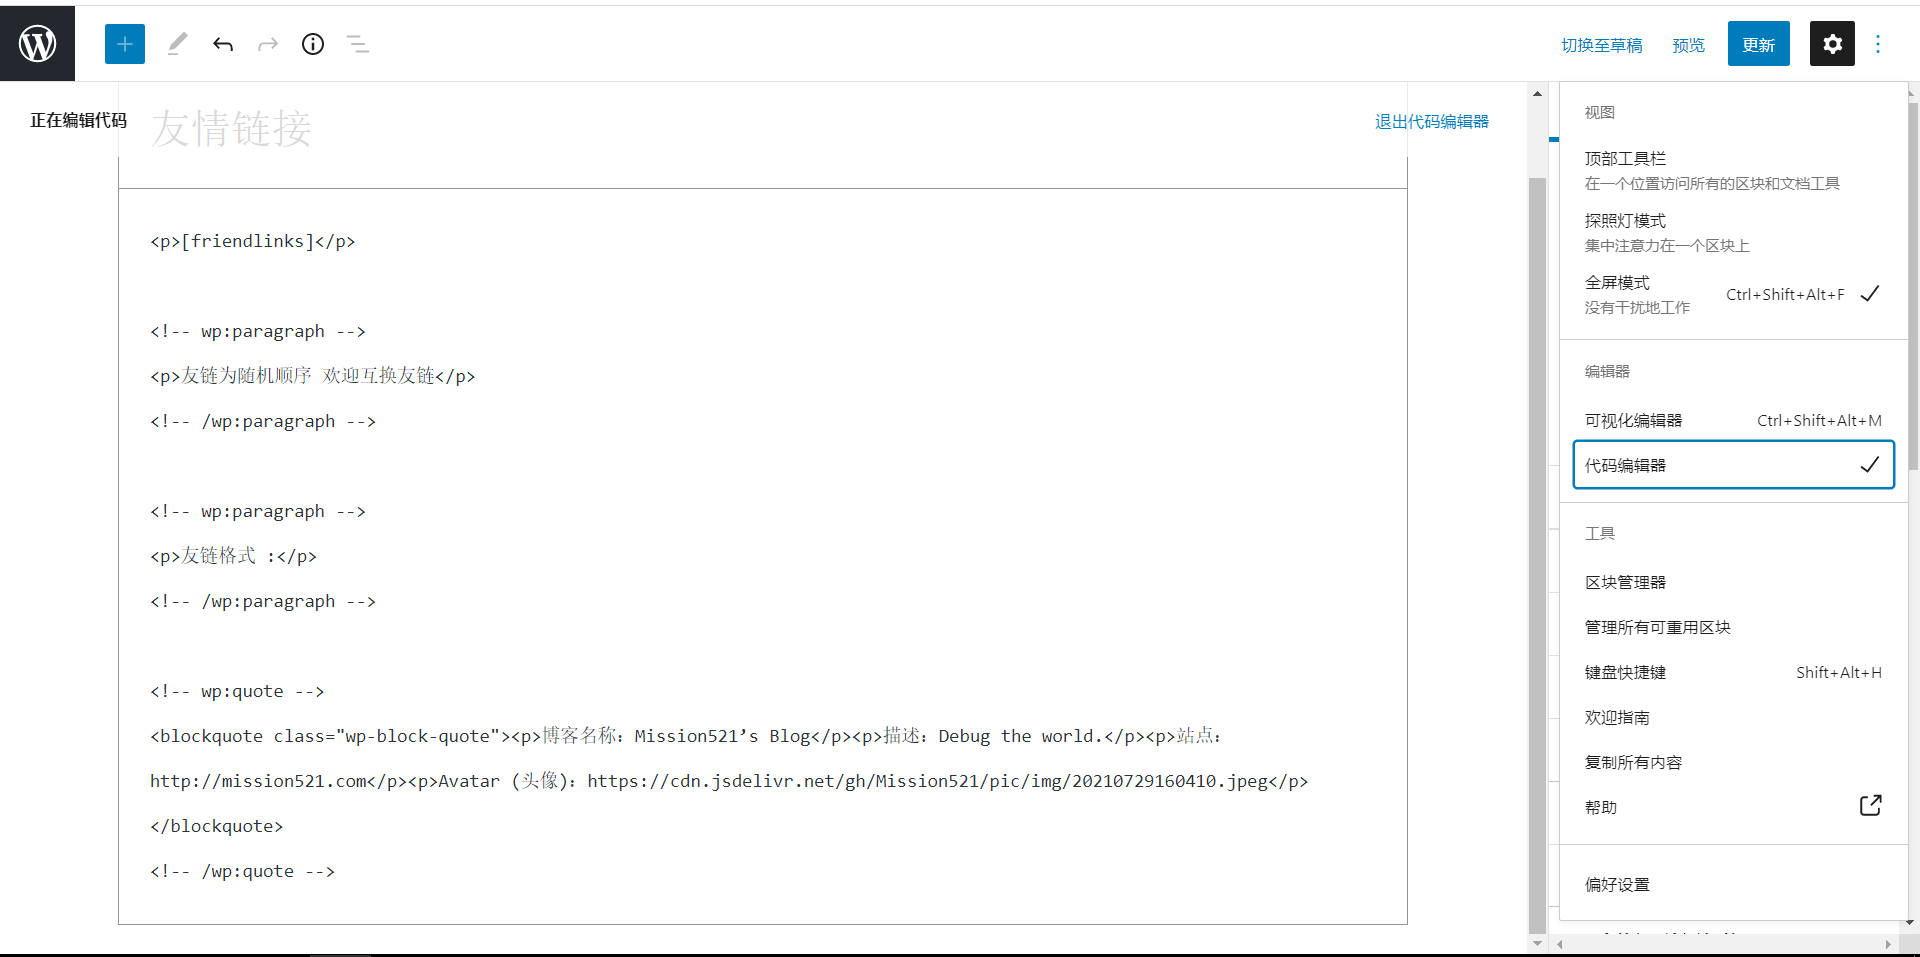 切换至草稿 预览 更新
正在编辑代码
友情链接
退出代码编辑器
<p>[friendlinks]</p>
<!-- wp:paragraph -->
<p>友链为随机顺序 欢迎互换友链</p>
<!-- /wp:paragraph -->
<!-- wp:paragraph -->
<p>友链格式 :</p>
<!-- /wp:paragraph -->
<!-- wp:quote -->
<blockquote class="wp-block-quote"><p>博客名称：Mission521’s Blog</p><p>描述：Debug the world.</p><p>站点：
http://mission521.com</p><p>Avatar (头像)：https://cdn.jsdelivr.net/gh/Mission521/pic/img/20210729160410.jpeg</p>
</blockquote>
<!-- /wp:quote -->
视图
顶部工具栏
在一个位置访问所有的区块和文档工具
探照灯模式
集中注意力在一个区块上
全屏模式 Ctrl+Shift+Alt+F
没有干扰地工作
编辑器
可视化编辑器 Ctrl+Shift+Alt+M
代码编辑器
工具
区块管理器
管理所有可重用区块
键盘快捷键 Shift+Alt+H
欢迎指南
复制所有内容
帮助
偏好设置